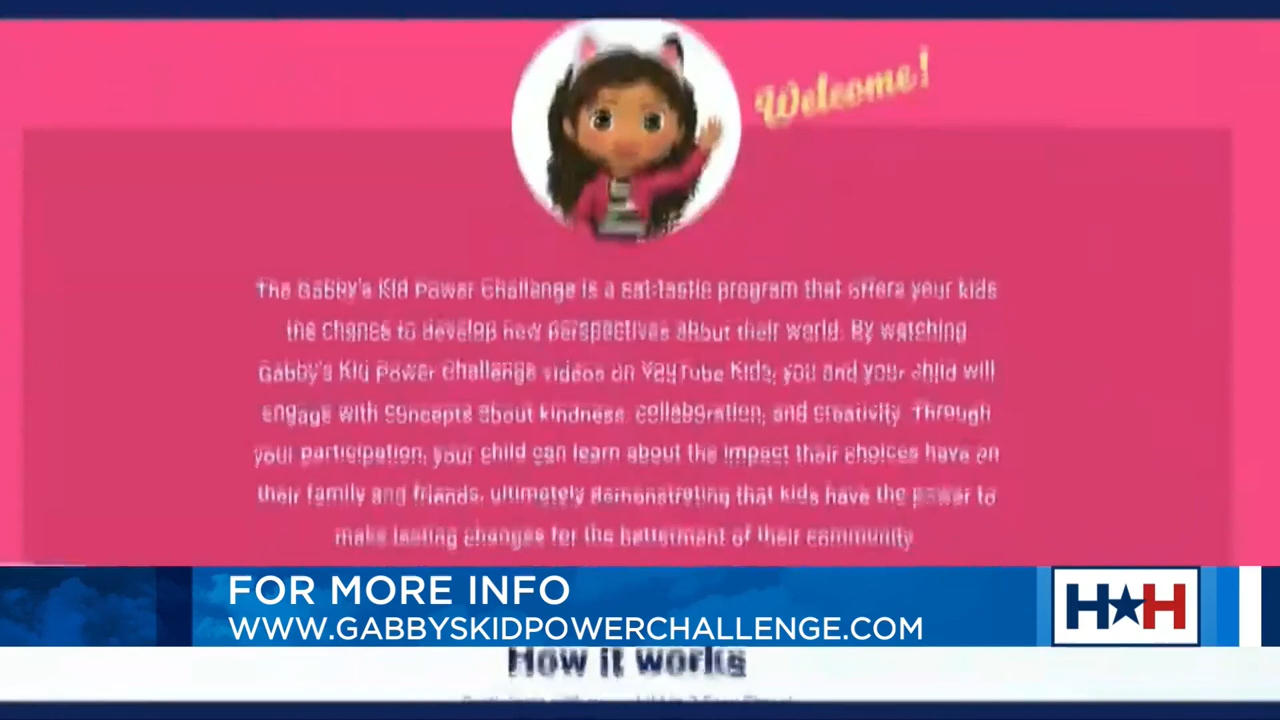 Welcome!
The Gabby's Kid Power Challenge is a cat-tastic program that offers your kids
the chance to develop new perspectives about their world. By watching
Gabby's Kid Power Challenge videos on YouTube Kids, you and your child will
engage with concepts about kindness, collaboration, and creativity. Through
your participation, your child can learn about the impact their choices have on
their family and friends, ultimately demonstrating that kids have the power to
make lasting changes for the betterment of their community.
FOR MORE INFO
WWW.GABBYSKIDPOWERCHALLENGE.COM
H★H
How it works